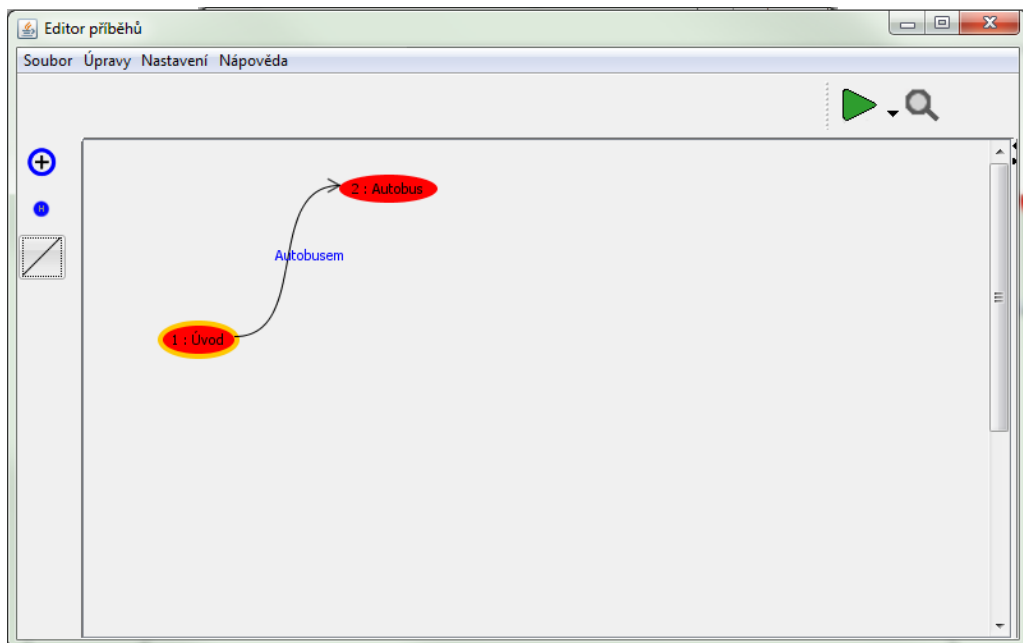 Editor příběhů
Soubor Úpravy Nastavení Nápověda
H
2 : Autobus
Autobusem
1 : Úvod